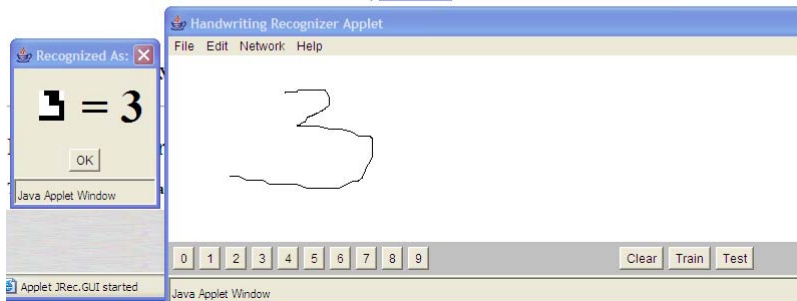 Handwriting Recognizer Applet
File Edit Network Help
Recognized As:
3 = 3
OK
Java Applet Window
3
0 1 2 3 4 5 6 7 8 9
Clear Train Test
Applet JRec.GUI started
Java Applet Window